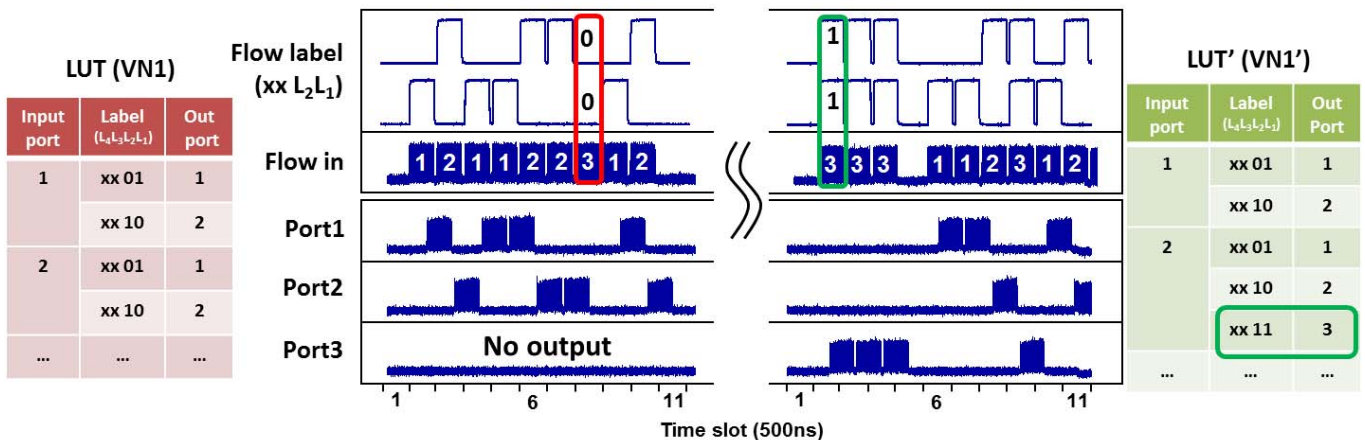 LUT (VN1)
Input port Label (L4L3L2L1) Out port
1 xx 01 1
xx 10 2
2 xx 01 1
xx 10 2
... ... ...
Flow label
(xx L2L1)
0
0
1
1
Flow in
1 2 1 1 2 2 3 1 2
3 3 3 1 1 2 3 1 2
Port1
Port2
Port3
No output
1 6 11
1 6 11
Time slot (500ns)
LUT' (VN1')
Input port Label (L4L3L2L1) Out Port
1 xx 01 1
xx 10 2
2 xx 01 1
xx 10 2
xx 11 3
... ... ...